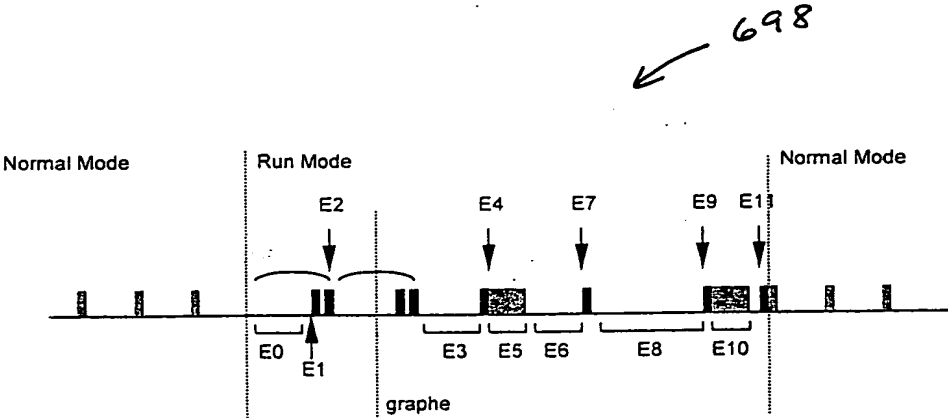 698
Normal Mode
Run Mode
Normal Mode
E2
E4
E7
E9
E11
E0
E1
E3
E5
E6
E8
E10
graphe